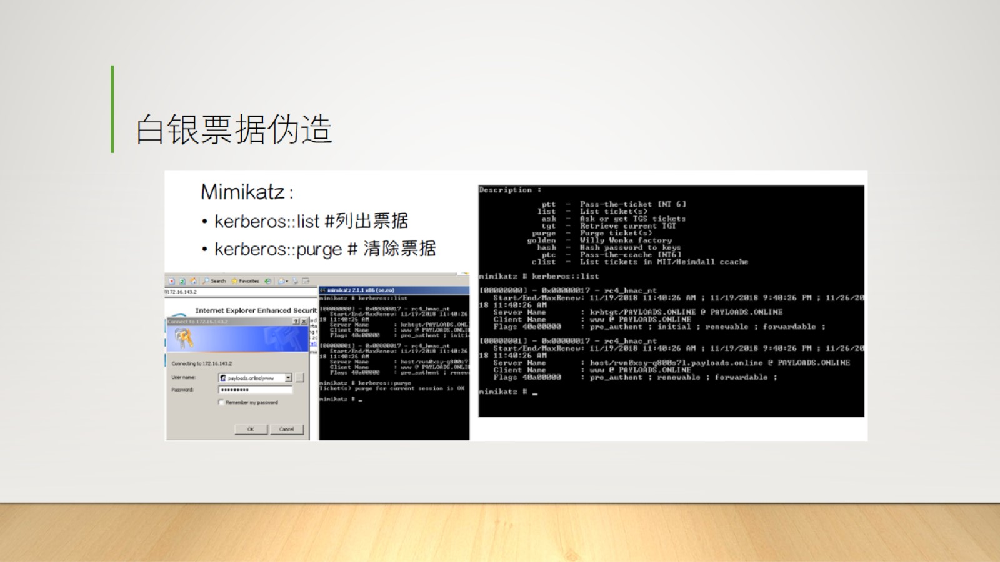 白银票据伪造
Mimikatz :
• kerberos::list #列出票据
• kerberos::purge # 清除票据
Search Favorites
/172.16.143.2
Internet Explorer Enhanced Securit
Connect to 172.16.143.2
Connecting to 172.16.143.2
User name: payloads.online\www
Password: •••••••••
Remember my password
OK Cancel
mimikatz 2.1.1 x86 (oe.eo)
mimikatz # kerberos::list
[00000000] - 0x00000017 - rc4_hmac_nt
Start/End/MaxRenew: 11/19/2018 11:40:26
18 11:40:26 AM
Server Name : krbtgt/PAYLOADS.ONL
Client Name : www @ PAYLOADS.ONLI
Flags 40e00000 : pre_authent ; initi
[00000001] - 0x00000017 - rc4_hmac_nt
Start/End/MaxRenew: 11/19/2018 11:40:26
18 11:40:26 AM
Server Name : host/rvn0xsy-g800s7
Client Name : www @ PAYLOADS.ONLI
Flags 40a00000 : pre_authent ; renew
mimikatz # kerberos::purge
Ticket(s) purge for current session is OK
mimikatz # _
Description :
ptt - Pass-the-ticket [NT 6]
list - List ticket(s)
ask - Ask or get TGS tickets
tgt - Retrieve current TGT
purge - Purge ticket(s)
golden - Willy Wonka factory
hash - Hash password to keys
ptc - Pass-the-ccache [NT6]
clist - List tickets in MIT/Heimdall ccache
mimikatz # kerberos::list
[00000000] - 0x00000017 - rc4_hmac_nt
Start/End/MaxRenew: 11/19/2018 11:40:26 AM ; 11/19/2018 9:40:26 PM ; 11/26/20
18 11:40:26 AM
Server Name : krbtgt/PAYLOADS.ONLINE @ PAYLOADS.ONLINE
Client Name : www @ PAYLOADS.ONLINE
Flags 40e00000 : pre_authent ; initial ; renewable ; forwardable ;
[00000001] - 0x00000017 - rc4_hmac_nt
Start/End/MaxRenew: 11/19/2018 11:40:26 AM ; 11/19/2018 9:40:26 PM ; 11/26/20
18 11:40:26 AM
Server Name : host/rvn0xsy-g800s7l.payloads.online @ PAYLOADS.ONLINE
Client Name : www @ PAYLOADS.ONLINE
Flags 40a00000 : pre_authent ; renewable ; forwardable ;
mimikatz # _